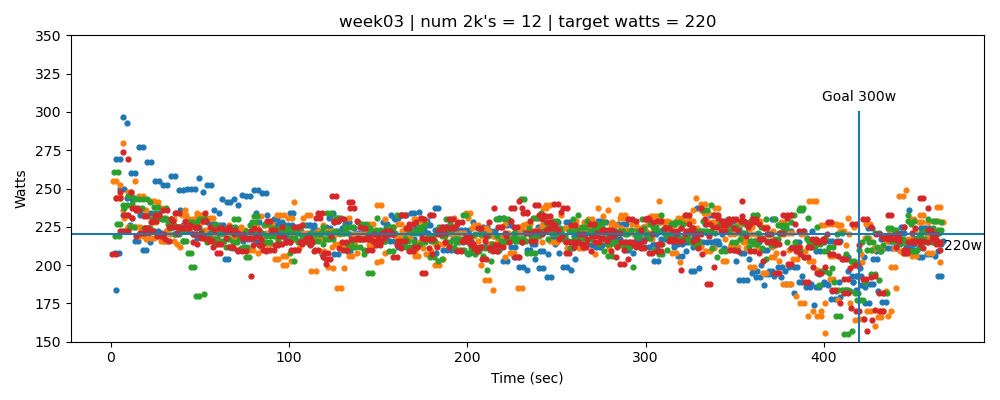 week03 | num 2k's = 12 | target watts = 220
350
325
300
275
250
225
200
175
150
Watts
Goal 300w
220w
0
100
200
300
400
Time (sec)